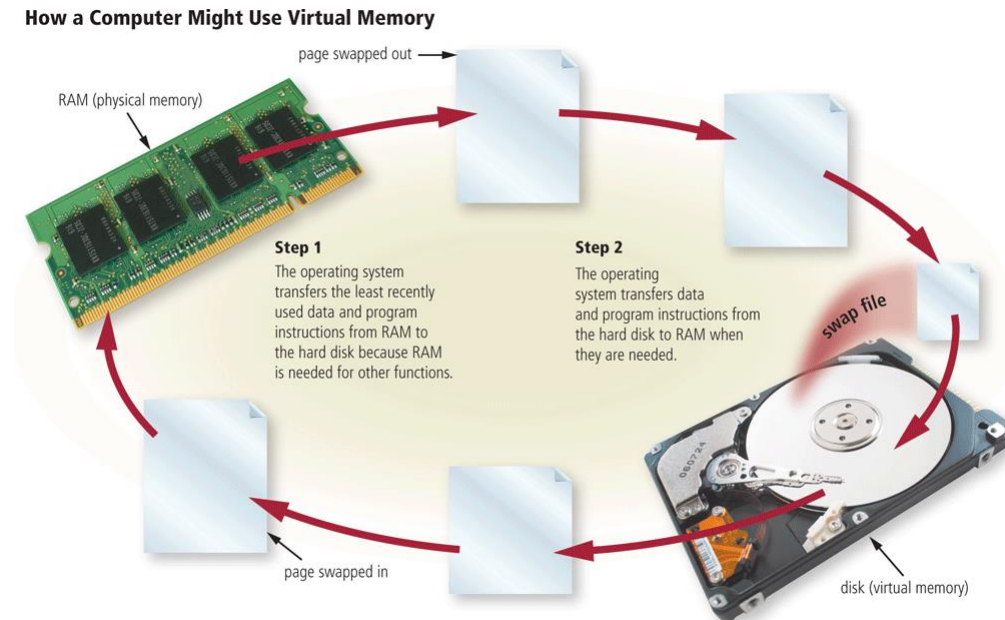 How a Computer Might Use Virtual Memory
page swapped out
RAM (physical memory)
Step 1
The operating system
transfers the least recently
used data and program
instructions from RAM to
the hard disk because RAM
is needed for other functions.
Step 2
The operating
system transfers data
and program instructions from
the hard disk to RAM when
they are needed.
swap file
080724
page swapped in
disk (virtual memory)